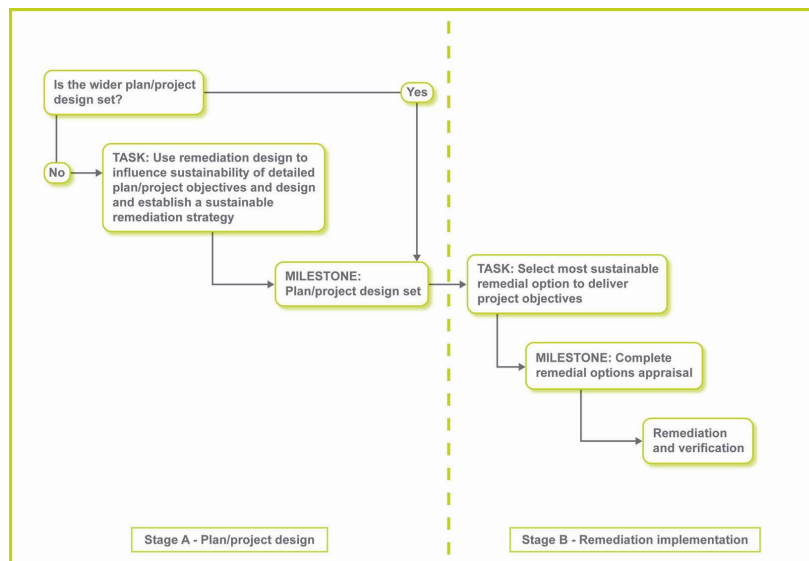 Is the wider plan/project
design set?
Yes
No
TASK: Use remediation design to
influence sustainability of detailed
plan/project objectives and design
and establish a sustainable
remediation strategy
MILESTONE:
Plan/project design set
TASK: Select most sustainable
remedial option to deliver
project objectives
MILESTONE: Complete
remedial options appraisal
Remediation
and verification
Stage A - Plan/project design
Stage B - Remediation implementation